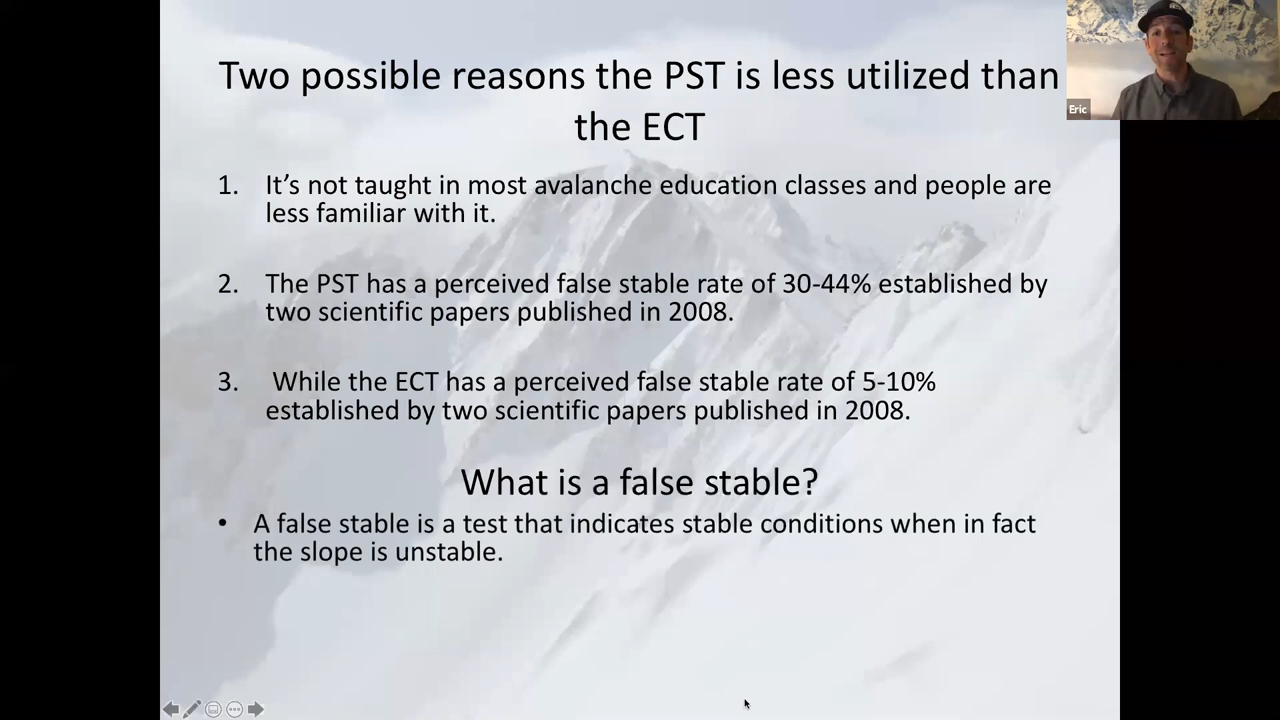 Two possible reasons the PST is less utilized than
the ECT
Eric
1. It's not taught in most avalanche education classes and people are
less familiar with it.
2. The PST has a perceived false stable rate of 30-44% established by
two scientific papers published in 2008.
3. While the ECT has a perceived false stable rate of 5-10%
established by two scientific papers published in 2008.
What is a false stable?
• A false stable is a test that indicates stable conditions when in fact
the slope is unstable.